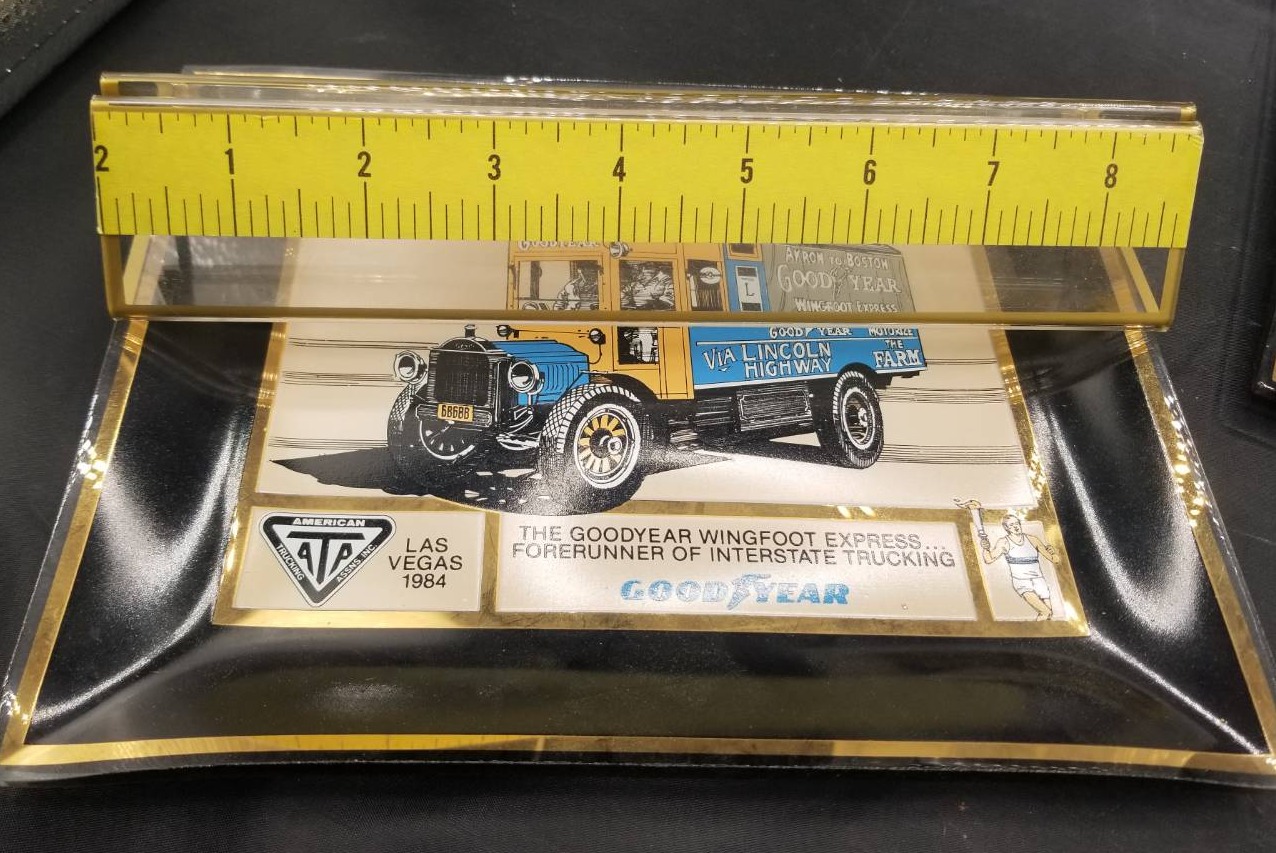 2 1 2 3 4 5 6 7 8
GOODYEAR
L
AKRON TO BOSTON
GOODYEAR
WINGFOOT EXPRESS
GOODYEAR MOTORIZE
VIA LINCOLN HIGHWAY
THE FARM
68688
AMERICAN
TRUCKING
ATA
ASSNS. INC.
LAS
VEGAS
1984
THE GOODYEAR WINGFOOT EXPRESS...
FORERUNNER OF INTERSTATE TRUCKING
GOODYEAR